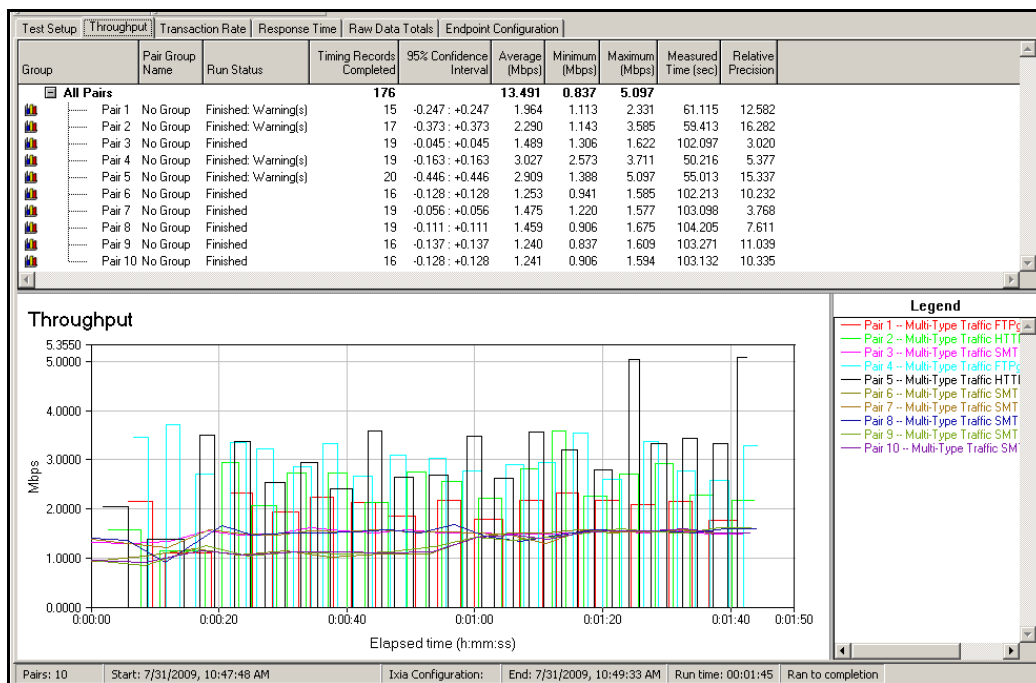 Test Setup Throughput Transaction Rate Response Time Raw Data Totals Endpoint Configuration
Group Pair Group Name Run Status Timing Records Completed 95% Confidence Interval Average (Mbps) Minimum (Mbps) Maximum (Mbps) Measured Time (sec) Relative Precision
All Pairs 176 13.491 0.837 5.097
Pair 1 No Group Finished: Warning(s) 15 -0.247 : +0.247 1.964 1.113 2.331 61.115 12.582
Pair 2 No Group Finished: Warning(s) 17 -0.373 : +0.373 2.290 1.143 3.585 59.413 16.282
Pair 3 No Group Finished 19 -0.045 : +0.045 1.489 1.306 1.622 102.097 3.020
Pair 4 No Group Finished: Warning(s) 19 -0.163 : +0.163 3.027 2.573 3.711 50.216 5.377
Pair 5 No Group Finished: Warning(s) 20 -0.446 : +0.446 2.909 1.388 5.097 55.013 15.337
Pair 6 No Group Finished 16 -0.128 : +0.128 1.253 0.941 1.585 102.213 10.232
Pair 7 No Group Finished 19 -0.056 : +0.056 1.475 1.220 1.577 103.098 3.768
Pair 8 No Group Finished 19 -0.111 : +0.111 1.459 0.906 1.675 104.205 7.611
Pair 9 No Group Finished 16 -0.137 : +0.137 1.240 0.837 1.609 103.271 11.039
Pair 10 No Group Finished 16 -0.128 : +0.128 1.241 0.906 1.594 103.132 10.335
Throughput
5.3550
5.0000
4.0000
3.0000
2.0000
1.0000
0.0000
Mbps
0:00:00 0:00:20 0:00:40 0:01:00 0:01:20 0:01:40 0:01:50
Elapsed time (h:mm:ss)
Legend
Pair 1 -- Multi-Type Traffic FTPg
Pair 2 -- Multi-Type Traffic HTTI
Pair 3 -- Multi-Type Traffic SMT
Pair 4 -- Multi-Type Traffic FTPg
Pair 5 -- Multi-Type Traffic HTTI
Pair 6 -- Multi-Type Traffic SMT
Pair 7 -- Multi-Type Traffic SMT
Pair 8 -- Multi-Type Traffic SMT
Pair 9 -- Multi-Type Traffic SMT
Pair 10 -- Multi-Type Traffic SM
Pairs: 10 Start: 7/31/2009, 10:47:48 AM Ixia Configuration: End: 7/31/2009, 10:49:33 AM Run time: 00:01:45 Ran to completion